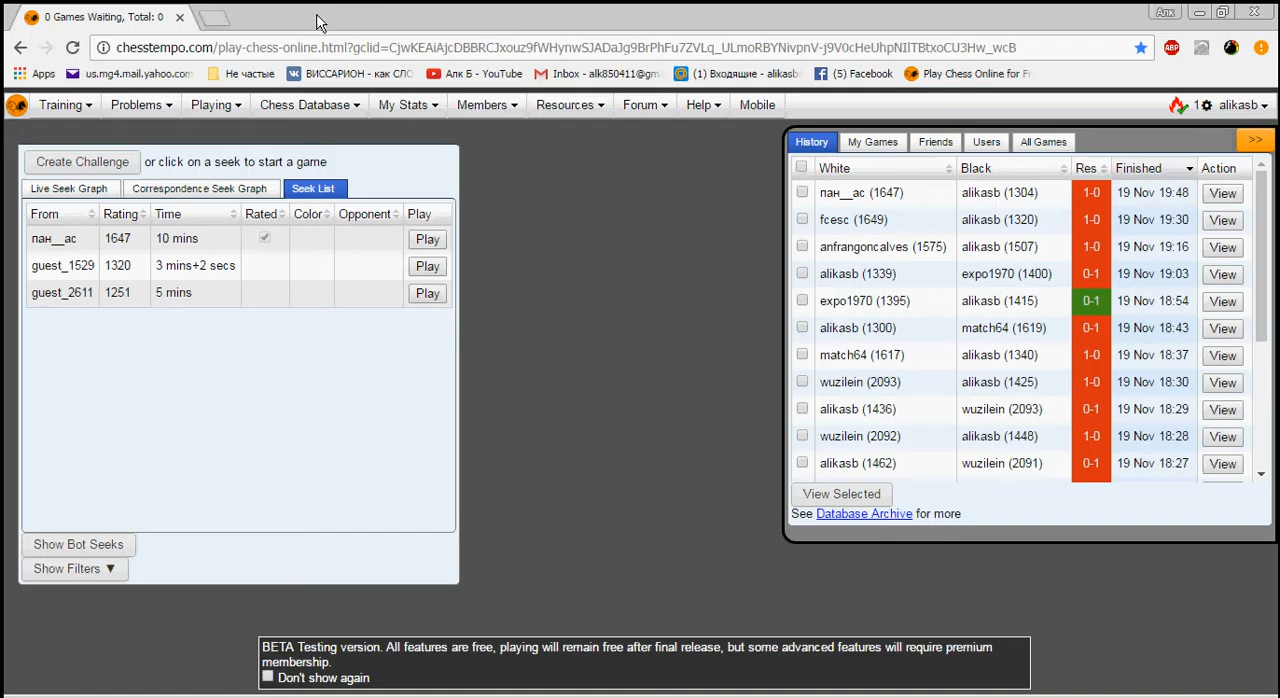 0 Games Waiting, Total: 0
Алк
chesstempo.com/play-chess-online.html?gclid=CjwKEAiAjcDBBRCJxouz9fWHynwSJADaJg9BrPhFu7ZVLq_ULmoRBYNivpnV-j9V0cHeUhpNIlTBtxoCU3Hw_wcB
ABP
Apps us.mg4.mail.yahoo.com Не частые ВИССАРИОН - как СЛО Алк Б - YouTube Inbox - alk850411@gm (1) Входящие - alikasb (5) Facebook Play Chess Online for Fr
Training Problems Playing Chess Database My Stats Members Resources Forum Help Mobile 1 alikasb
Create Challenge or click on a seek to start a game
Live Seek Graph Correspondence Seek Graph Seek List
From Rating Time Rated Color Opponent Play
пан__ас 1647 10 mins Play
guest_1529 1320 3 mins+2 secs Play
guest_2611 1251 5 mins Play
Show Bot Seeks
Show Filters ▼
History My Games Friends Users All Games >>
White Black Res Finished Action
пан__ас (1647) alikasb (1304) 1-0 19 Nov 19:48 View
fcesc (1649) alikasb (1320) 1-0 19 Nov 19:30 View
anfrangoncalves (1575) alikasb (1507) 1-0 19 Nov 19:16 View
alikasb (1339) expo1970 (1400) 0-1 19 Nov 19:03 View
expo1970 (1395) alikasb (1415) 0-1 19 Nov 18:54 View
alikasb (1300) match64 (1619) 0-1 19 Nov 18:43 View
match64 (1617) alikasb (1340) 1-0 19 Nov 18:37 View
wuzilein (2093) alikasb (1425) 1-0 19 Nov 18:30 View
alikasb (1436) wuzilein (2093) 0-1 19 Nov 18:29 View
wuzilein (2092) alikasb (1448) 1-0 19 Nov 18:28 View
alikasb (1462) wuzilein (2091) 0-1 19 Nov 18:27 View
View Selected
See Database Archive for more
BETA Testing version. All features are free, playing will remain free after final release, but some advanced features will require premium
membership.
Don't show again